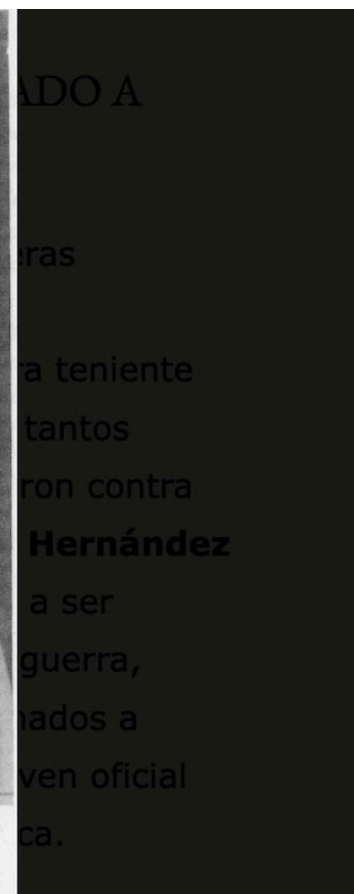 ADO A
eras
ra teniente
tantos
ron contra
Hernández
a ser
guerra,
nados a
ven oficial
ca.